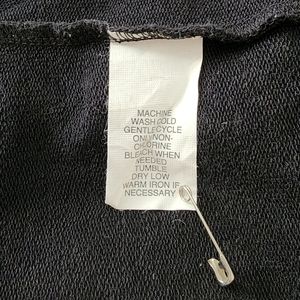 MACHINE
WASH COLD
GENTLE CYCLE
ONLY NON-
CHLORINE
BLEACH WHEN
NEEDED
TUMBLE
DRY LOW
WARM IRON IF
NECESSARY